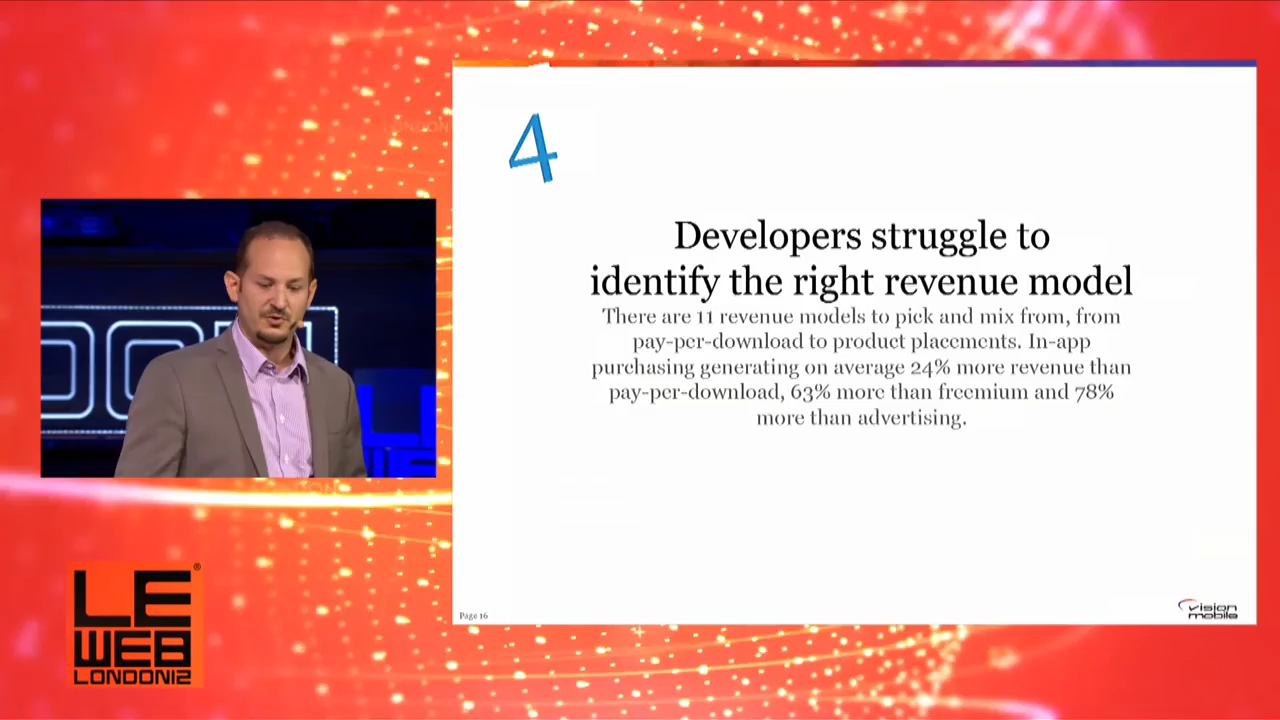 4
Developers struggle to
identify the right revenue model
There are 11 revenue models to pick and mix from, from
pay-per-download to product placements. In-app
purchasing generating on average 24% more revenue than
pay-per-download, 63% more than freemium and 78%
more than advertising.
Page 16
vision
mobile
LE
WEB
LONDON12